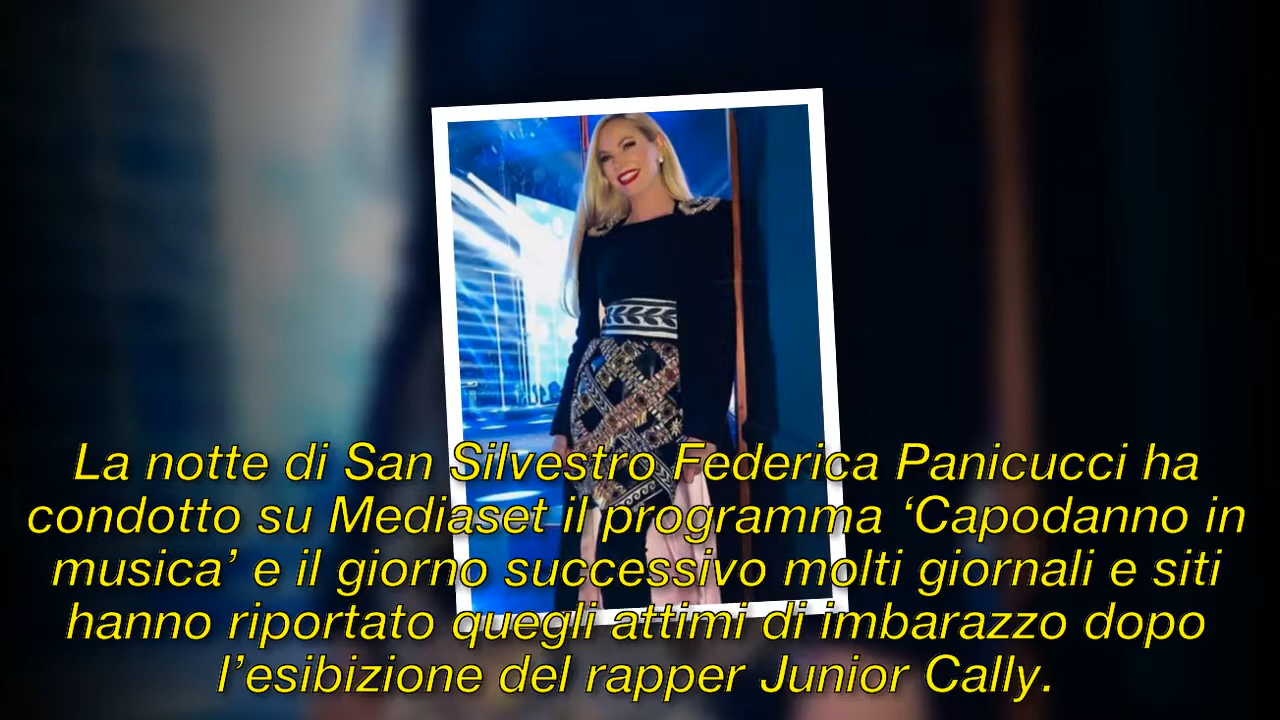 La notte di San Silvestro Federica Panicucci ha
condotto su Mediaset il programma ‘Capodanno in
musica’ e il giorno successivo molti giornali e siti
hanno riportato quegli attimi di imbarazzo dopo
l’esibizione del rapper Junior Cally.